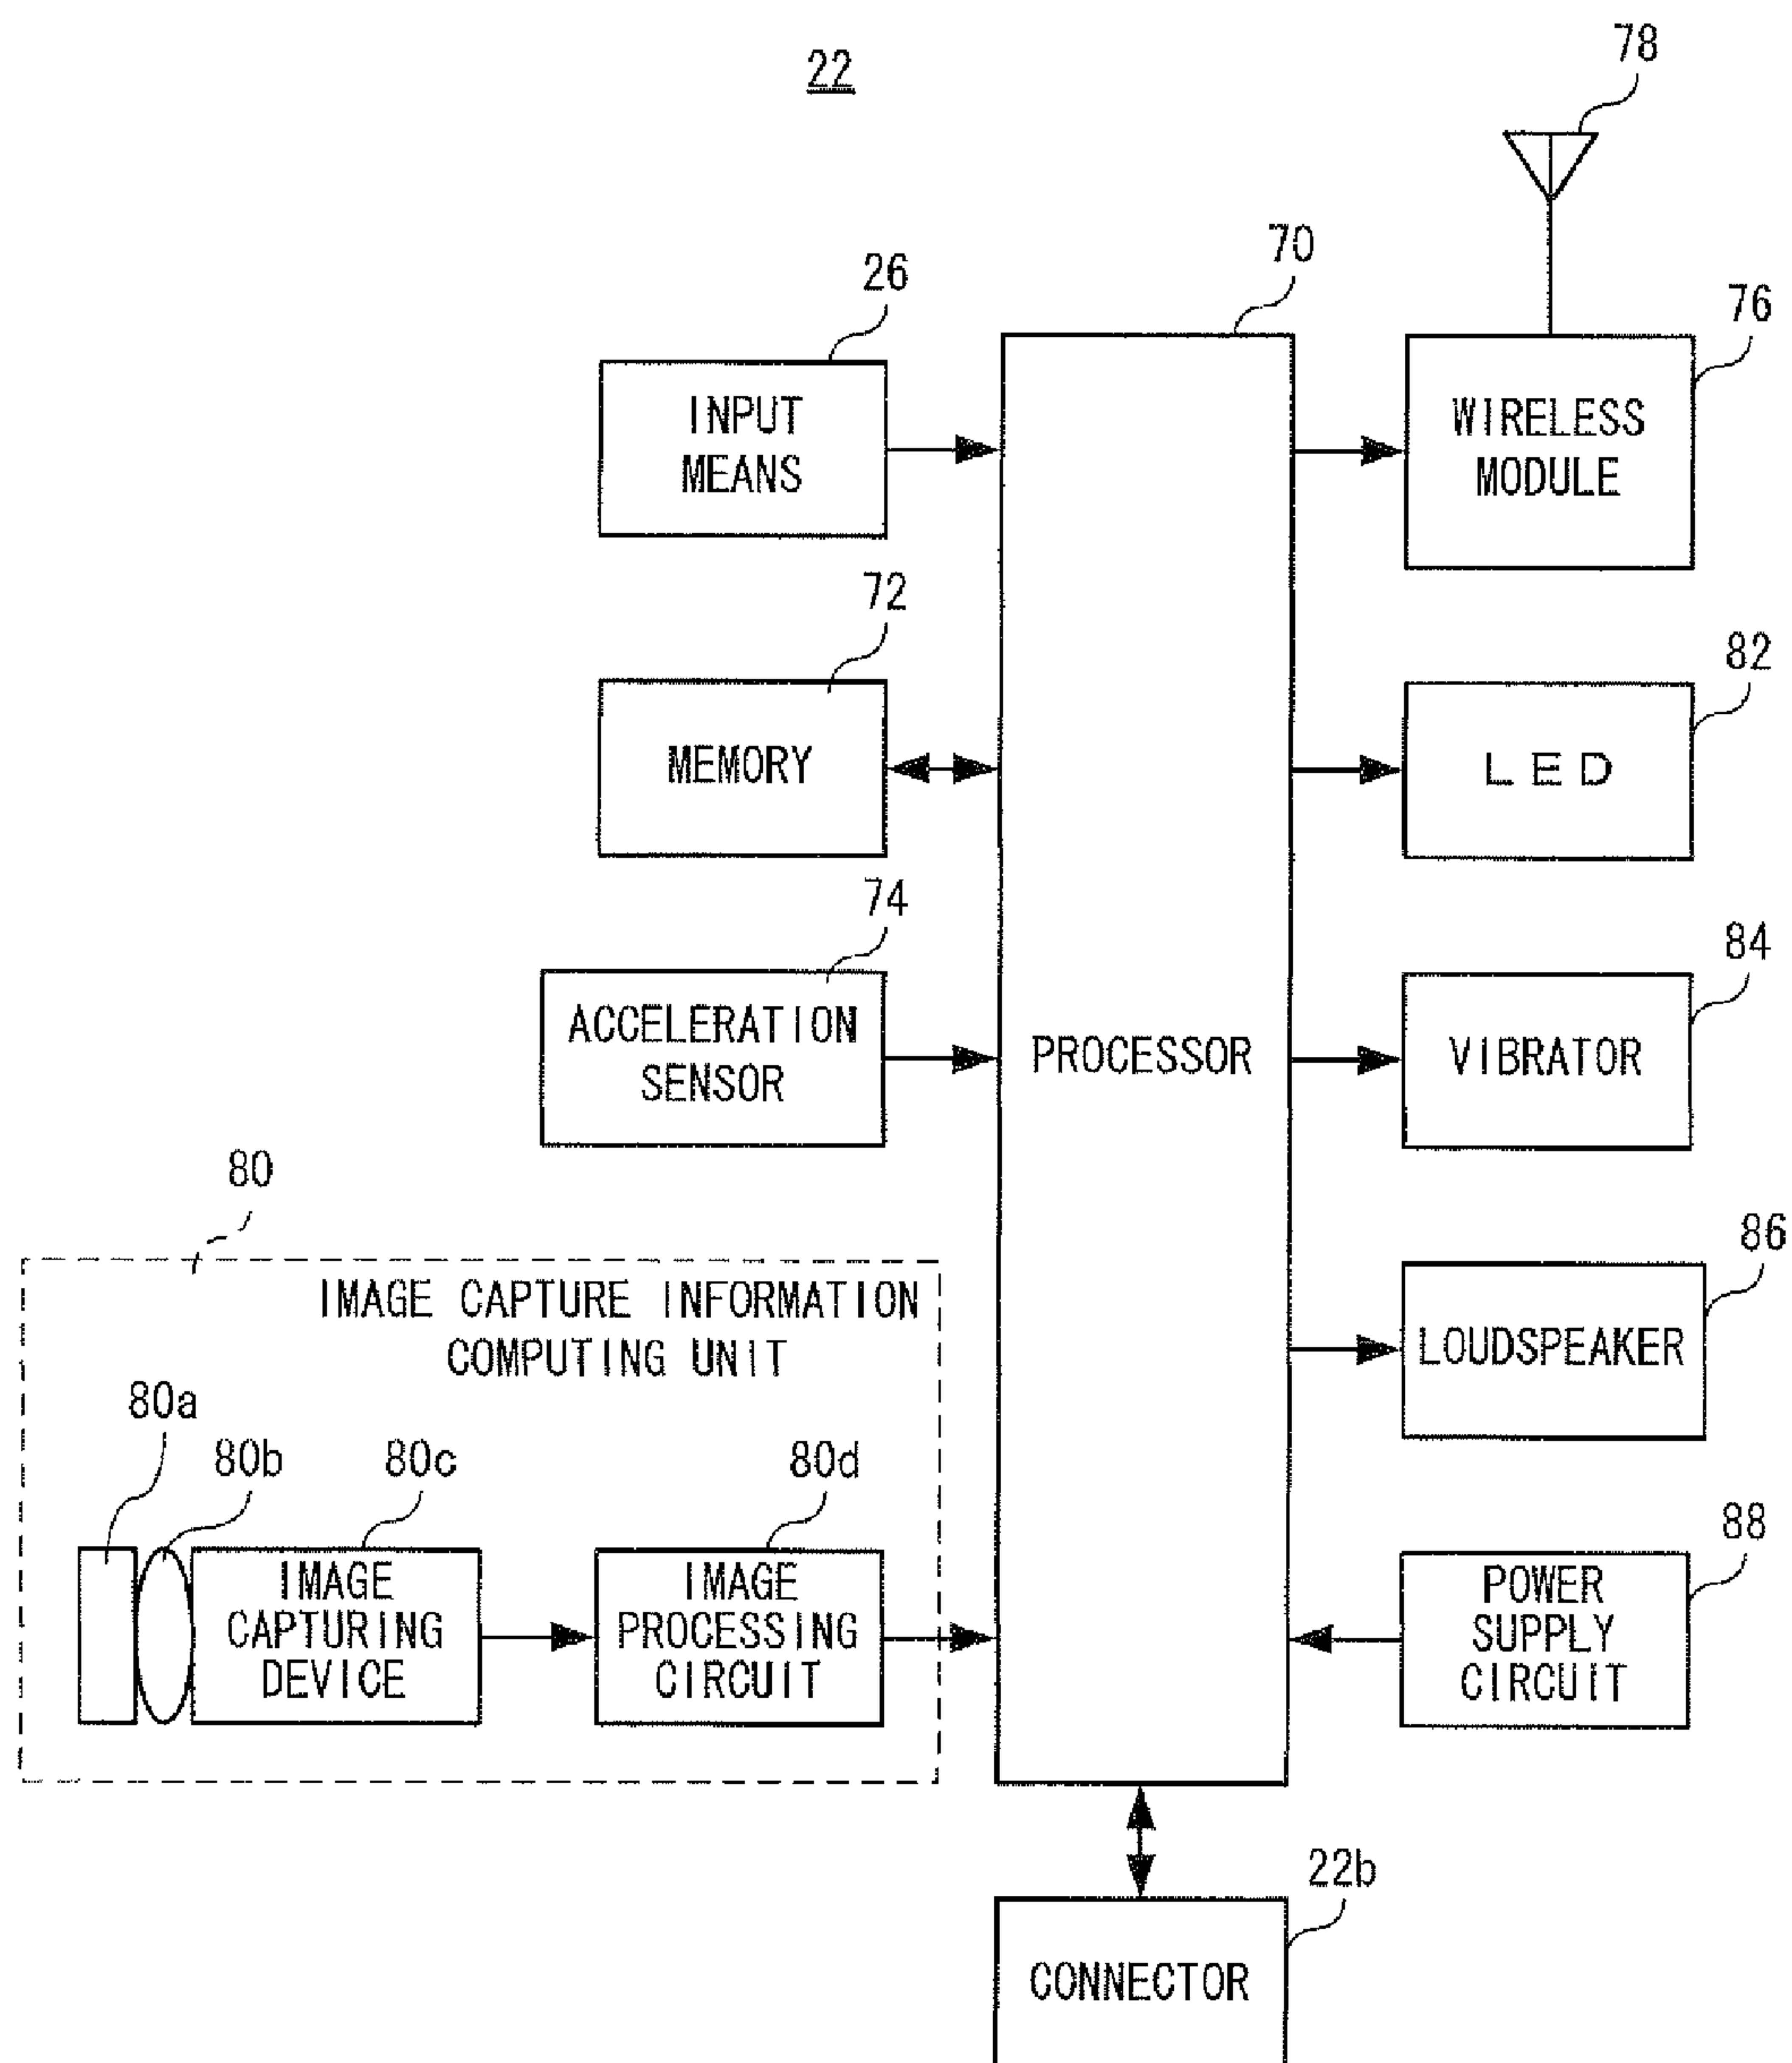 22
78
70
26
76
INPUT
MEANS
WIRELESS
MODULE
72
82
MEMORY
LED
74
84
ACCELERATION
SENSOR
PROCESSOR
VIBRATOR
80
86
IMAGE CAPTURE INFORMATION
COMPUTING UNIT
LOUDSPEAKER
80a
80b
80c
80d
88
IMAGE
CAPTURING
DEVICE
IMAGE
PROCESSING
CIRCUIT
POWER
SUPPLY
CIRCUIT
22b
CONNECTOR